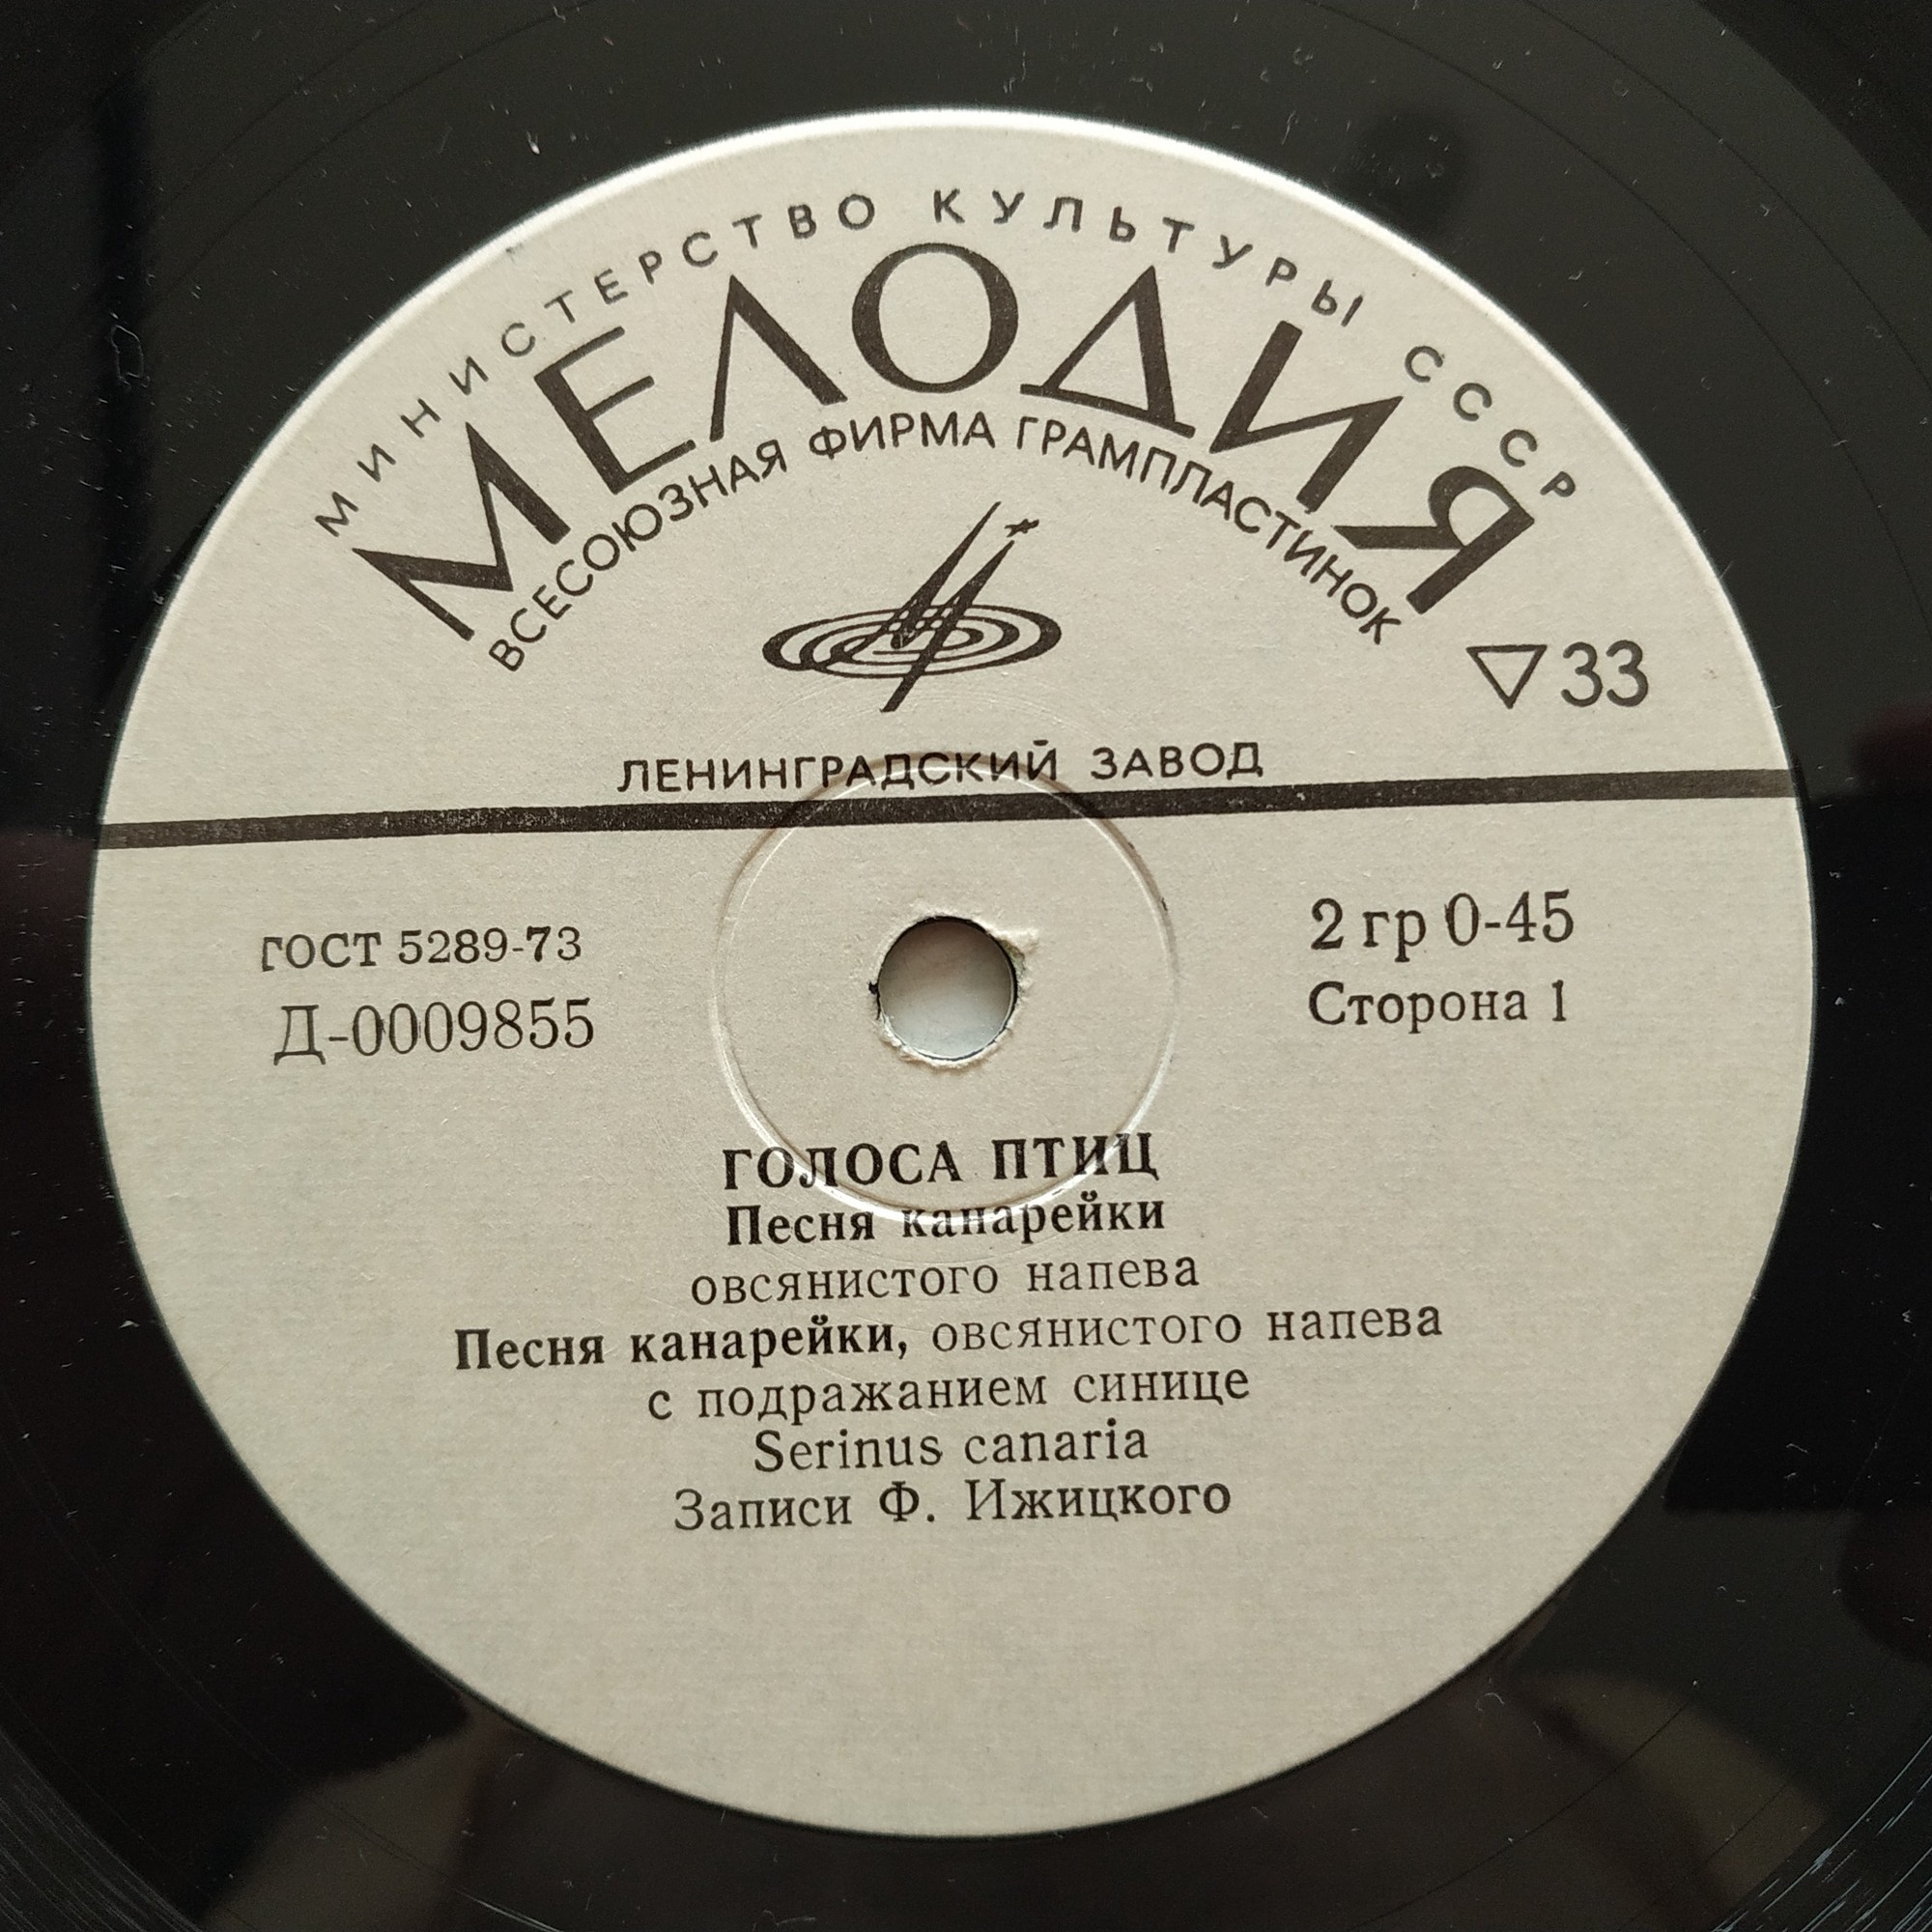 МИНИСТЕРСТВО КУЛЬТУРЫ СССР
МЕЛОДИЯ
ВСЕСОЮЗНАЯ ФИРМА ГРАМПЛАСТИНОК
▽33
ЛЕНИНГРАДСКИЙ ЗАВОД
ГОСТ 5289-73
Д-0009855
2 гр 0-45
Сторона 1
ГОЛОСА ПТИЦ
Песня канарейки
овсянистого напева
Песня канарейки, овсянистого напева
с подражанием синице
Serinus canaria
Записи Ф. Ижицкого